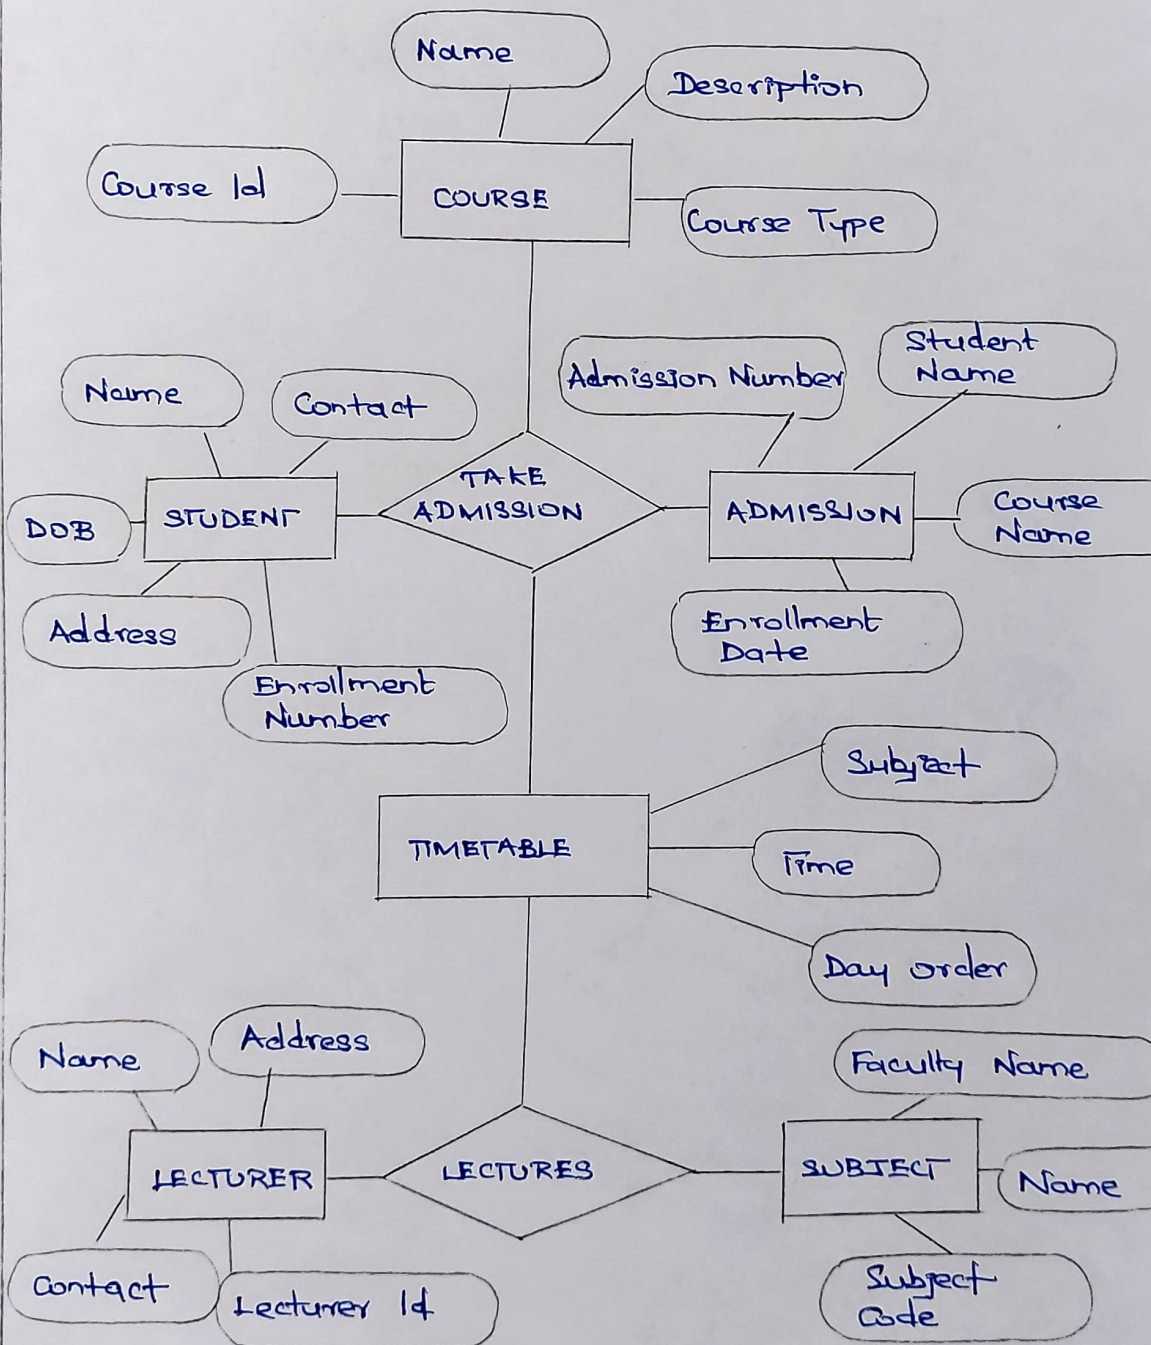 Name
Description
Course Id
COURSE
Course Type
Student
Name
Admission Number
Name
Contact
TAKE
ADMISSION
STUDENT
ADMISSION
Course
Name
DOB
Address
Enrollment
Date
Enrollment
Number
Subject
TIMETABLE
Time
Day order
Address
Name
Faculty Name
LECTURER
LECTURES
SUBJECT
Name
Contact
Lecturer Id
Subject
Code